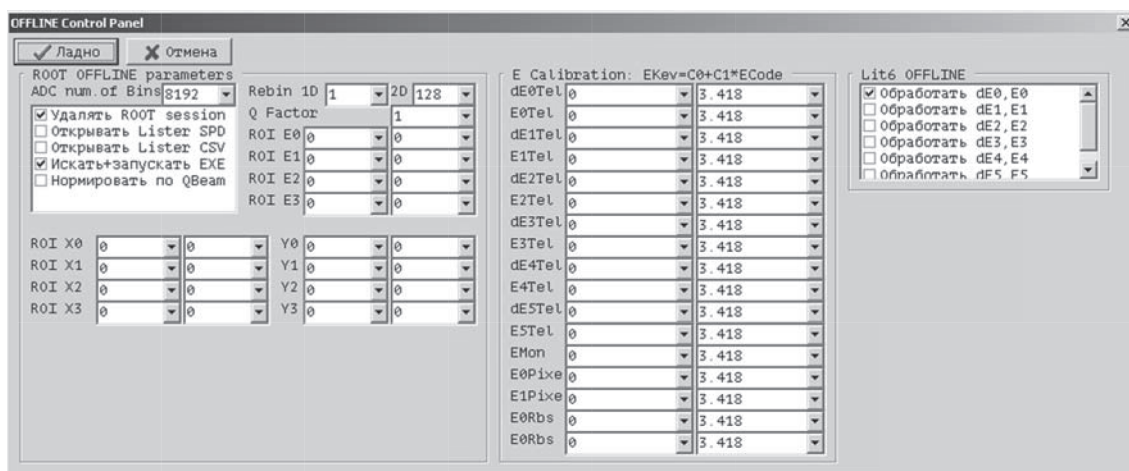 OFFLINE Control Panel
Ладно Отмена
ROOT OFFLINE parameters
ADC num.of Bins 8192 Rebin 1D 1 2D 128
Удалять ROOT session
Открывать Lister SPD
Открывать Lister CSV
Искать+запускать EXE
Нормировать по QBeam
Q Factor 1
ROI E0 0 0
ROI E1 0 0
ROI E2 0 0
ROI E3 0 0
ROI X0 0 0 Y0 0 0
ROI X1 0 0 Y1 0 0
ROI X2 0 0 Y2 0 0
ROI X3 0 0 Y3 0 0
E Calibration: EKev=C0+C1*ECode
dE0Tel 0 3.418
E0Tel 0 3.418
dE1Tel 0 3.418
E1Tel 0 3.418
dE2Tel 0 3.418
E2Tel 0 3.418
dE3Tel 0 3.418
E3Tel 0 3.418
dE4Tel 0 3.418
E4Tel 0 3.418
dE5Tel 0 3.418
E5Tel 0 3.418
EMon 0 3.418
E0Pixe 0 3.418
E1Pixe 0 3.418
E0Rbs 0 3.418
E0Rbs 0 3.418
Lit6 OFFLINE
Обработать dE0,E0
Обработать dE1,E1
Обработать dE2,E2
Обработать dE3,E3
Обработать dE4,E4
Обработать dE5,E5